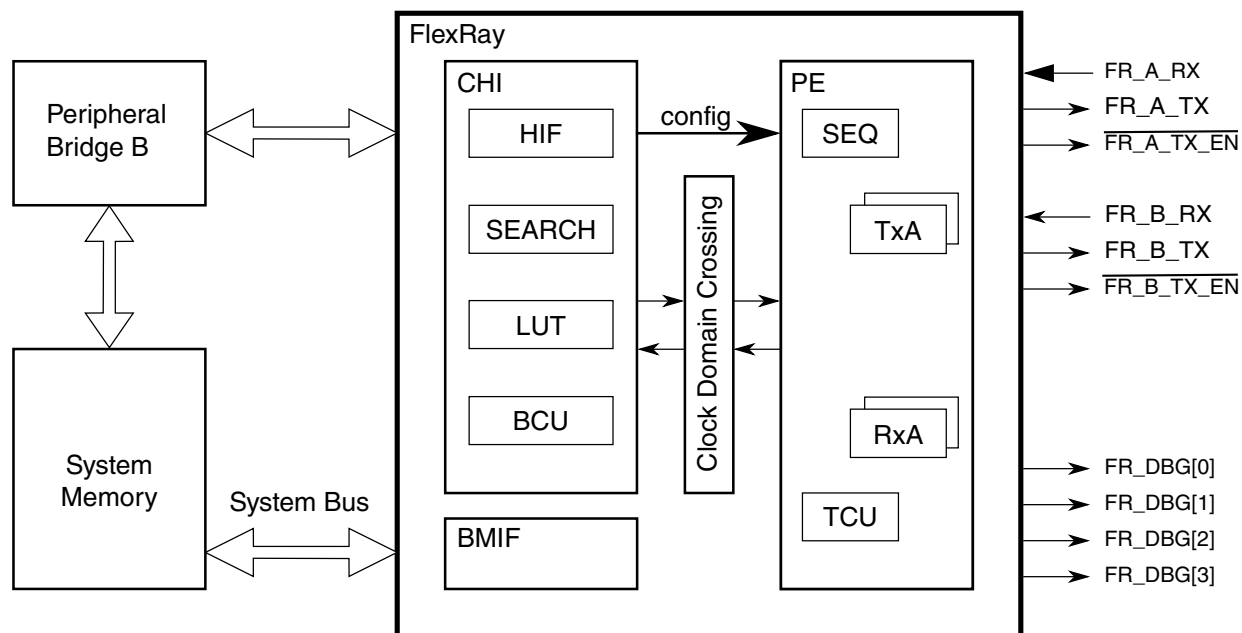 FlexRay
Peripheral
Bridge B
System
Memory
System Bus
CHI
HIF
SEARCH
LUT
BCU
BMIF
config
Clock Domain Crossing
PE
SEQ
TxA
RxA
TCU
FR_A_RX
FR_A_TX
FR_A_TX_EN
FR_B_RX
FR_B_TX
FR_B_TX_EN
FR_DBG[0]
FR_DBG[1]
FR_DBG[2]
FR_DBG[3]